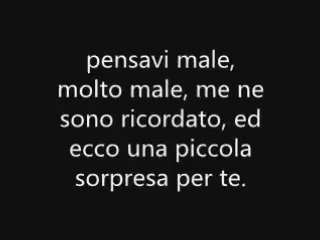 pensavi male,
molto male, me ne
sono ricordato, ed
ecco una piccola
sorpresa per te.